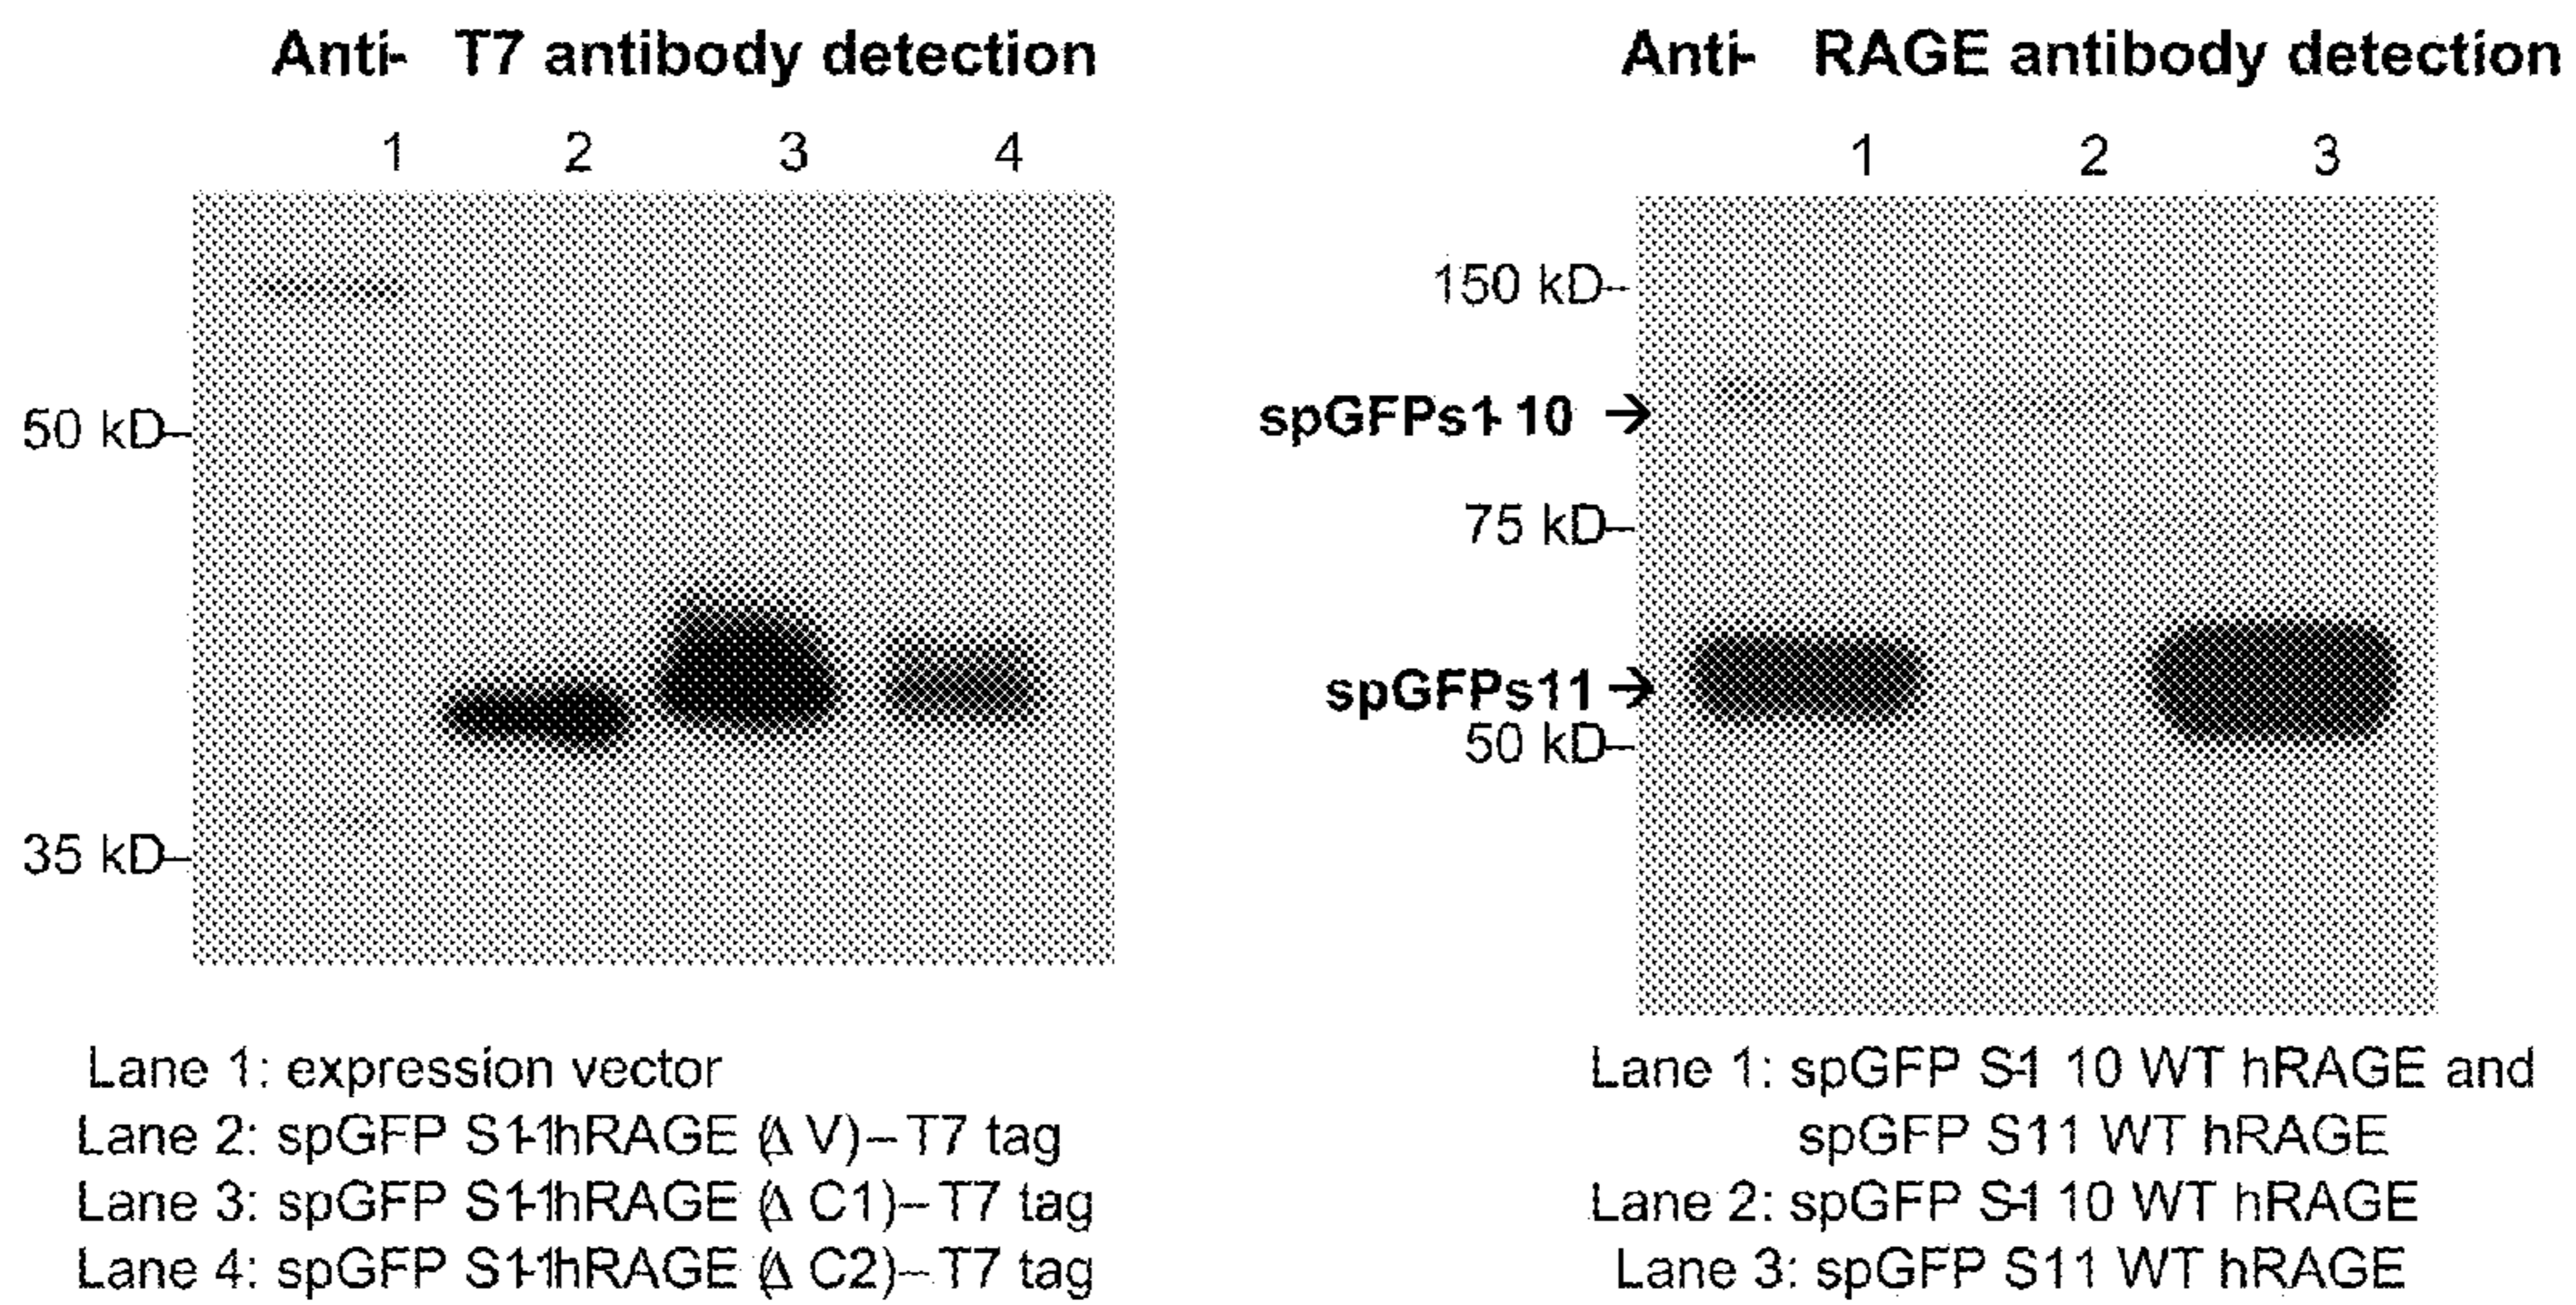 Anti- T7 antibody detection
1 2 3 4
50 kD
35 kD
Lane 1: expression vector
Lane 2: spGFP S1-1hRAGE (Δ V)–T7 tag
Lane 3: spGFP S1-1hRAGE (Δ C1)–T7 tag
Lane 4: spGFP S1-1hRAGE (Δ C2)–T7 tag
Anti- RAGE antibody detection
1 2 3
150 kD
spGFPs1-10 →
75 kD
spGFPs11 →
50 kD
Lane 1: spGFP S-1 10 WT hRAGE and
spGFP S11 WT hRAGE
Lane 2: spGFP S-1 10 WT hRAGE
Lane 3: spGFP S11 WT hRAGE